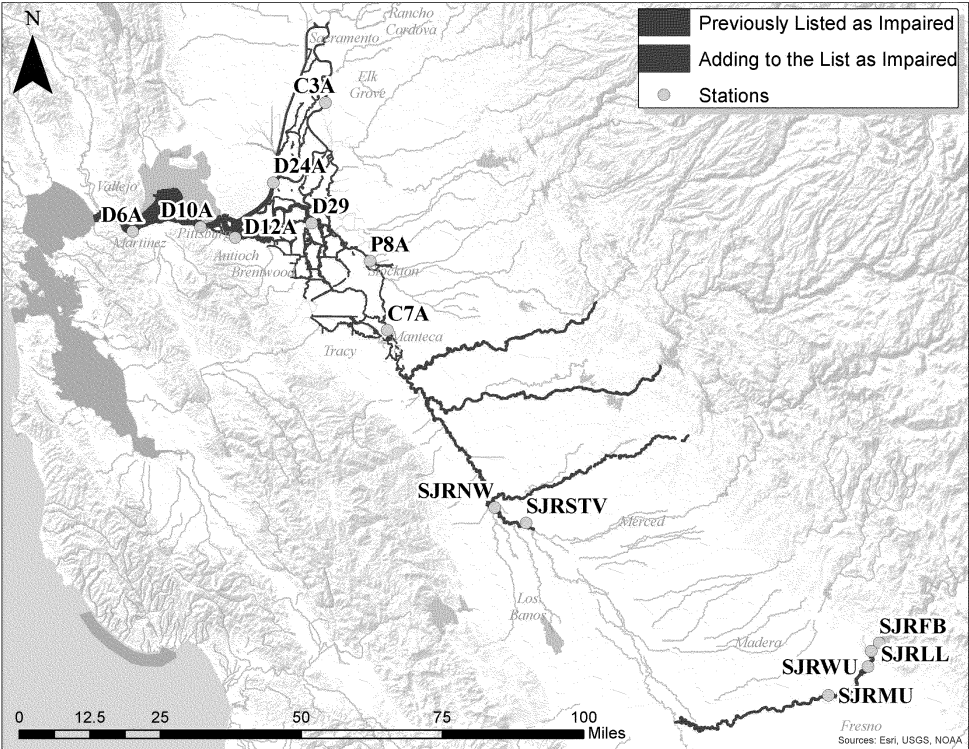 N
Rancho
Cordova
Sacramento
Elk
Grove
C3A
D24A
Vallejo
D6A
D10A
D29
D12A
Martinez
Pittsburg
Antioch
Brentwood
P8A
Stockton
C7A
Manteca
Tracy
SJRNW
SJRSTV
Merced
Los
Banos
Madera
SJRFB
SJRLL
SJRWU
SJRMU
Fresno
Previously Listed as Impaired
Adding to the List as Impaired
Stations
0 12.5 25 50 75 100
Miles
Sources: Esri, USGS, NOAA